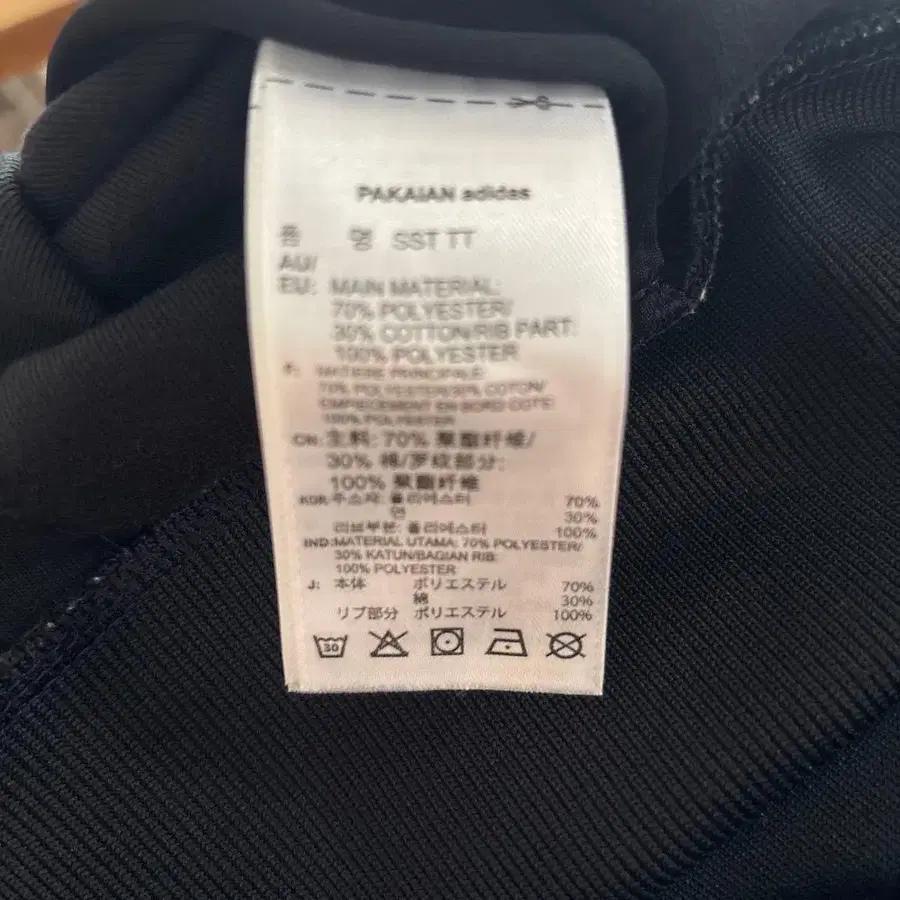 PAKAIAN adidas
품 명 SST TT
AU/
EU: MAIN MATERIAL:
70% POLYESTER/
30% COTTON/RIB PART:
100% POLYESTER
F: MATIERE PRINCIPALE:
70% POLYESTER/30% COTON/
EMPIECEMENT EN BORD COTE:
100% POLYESTER
CN: 主料: 70% 聚酯纤维/
30% 棉/罗纹部分:
100% 聚酯纤维
KOR 주소재: 폴리에스터 70%
면 30%
리브부분: 폴리에스터 100%
IND: MATERIAL UTAMA: 70% POLYESTER/
30% KATUN/BAGIAN RIB:
100% POLYESTER
J: 本体 ポリエステル 70%
綿 30%
リブ部分 ポリエステル 100%
30